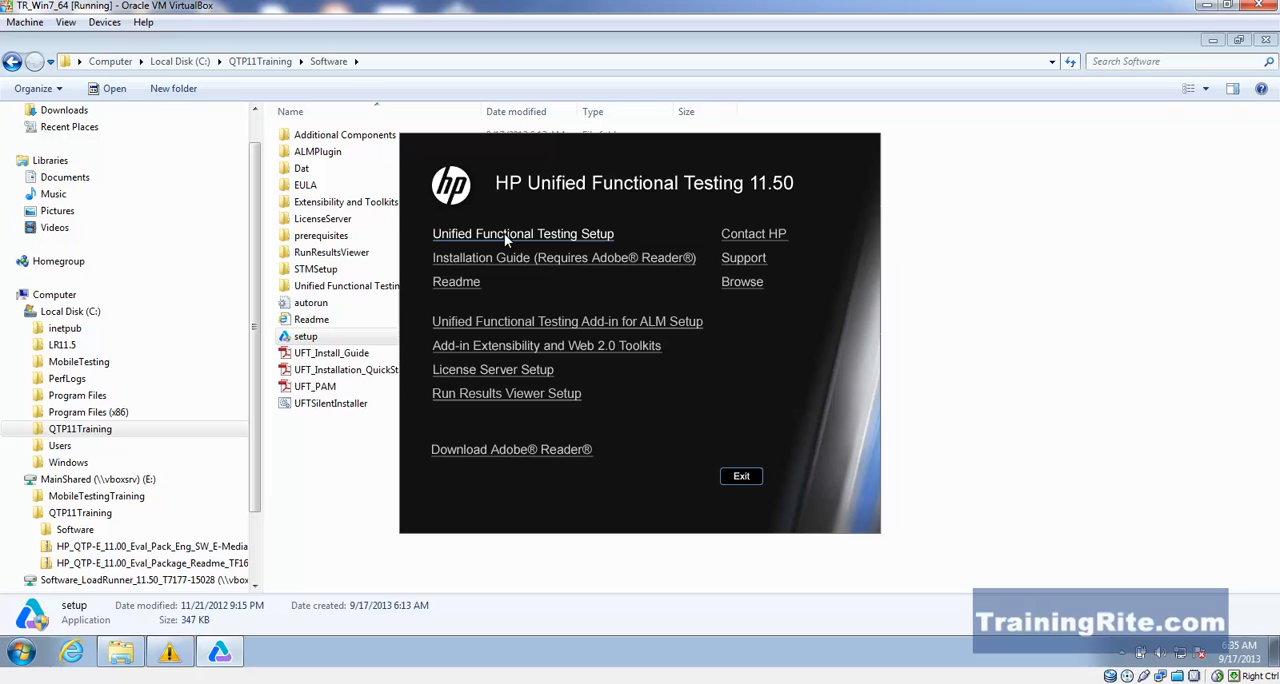 TR_Win7_64 [Running] - Oracle VM VirtualBox
Machine View Devices Help
Computer Local Disk (C:) QTP11Training Software
Search Software
Organize Open New folder
Name Date modified Type Size
Downloads
Recent Places
Libraries
Documents
Music
Pictures
Videos
Homegroup
Computer
Local Disk (C:)
inetpub
LR11.5
MobileTesting
PerfLogs
Program Files
Program Files (x86)
QTP11Training
Users
Windows
MainShared (\\vboxsrv) (E:)
MobileTestingTraining
QTP11Training
Software
HP_QTP-E_11.00_Eval_Pack_Eng_SW_E-Media
HP_QTP-E_11.00_Eval_Package_Readme_TF16
Software_LoadRunner_11.50_T7177-15028 (\\vbox
Additional Components
ALMPlugin
Dat
EULA
Extensibility and Toolkits
LicenseServer
prerequisites
RunResultsViewer
STMSetup
Unified Functional Testin
autorun
Readme
setup
UFT_Install_Guide
UFT_Installation_QuickSt
UFT_PAM
UFTSilentInstaller
hp
HP Unified Functional Testing 11.50
Unified Functional Testing Setup
Installation Guide (Requires Adobe® Reader®)
Readme
Contact HP
Support
Browse
Unified Functional Testing Add-in for ALM Setup
Add-in Extensibility and Web 2.0 Toolkits
License Server Setup
Run Results Viewer Setup
Download Adobe® Reader®
Exit
setup Date modified: 11/21/2012 9:15 PM Date created: 9/17/2013 6:13 AM
Application Size: 347 KB
TrainingRite.com
6:35 AM
9/17/2013
Right Ctrl